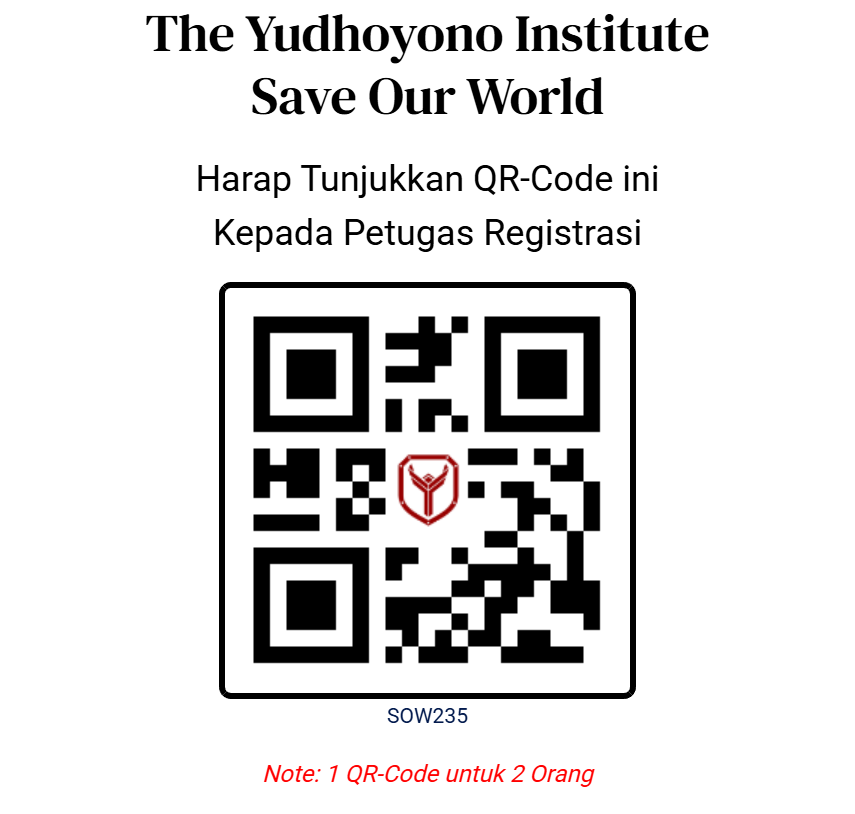 The Yudhoyono Institute
Save Our World
Harap Tunjukkan QR-Code ini
Kepada Petugas Registrasi
SOW235
Note: 1 QR-Code untuk 2 Orang